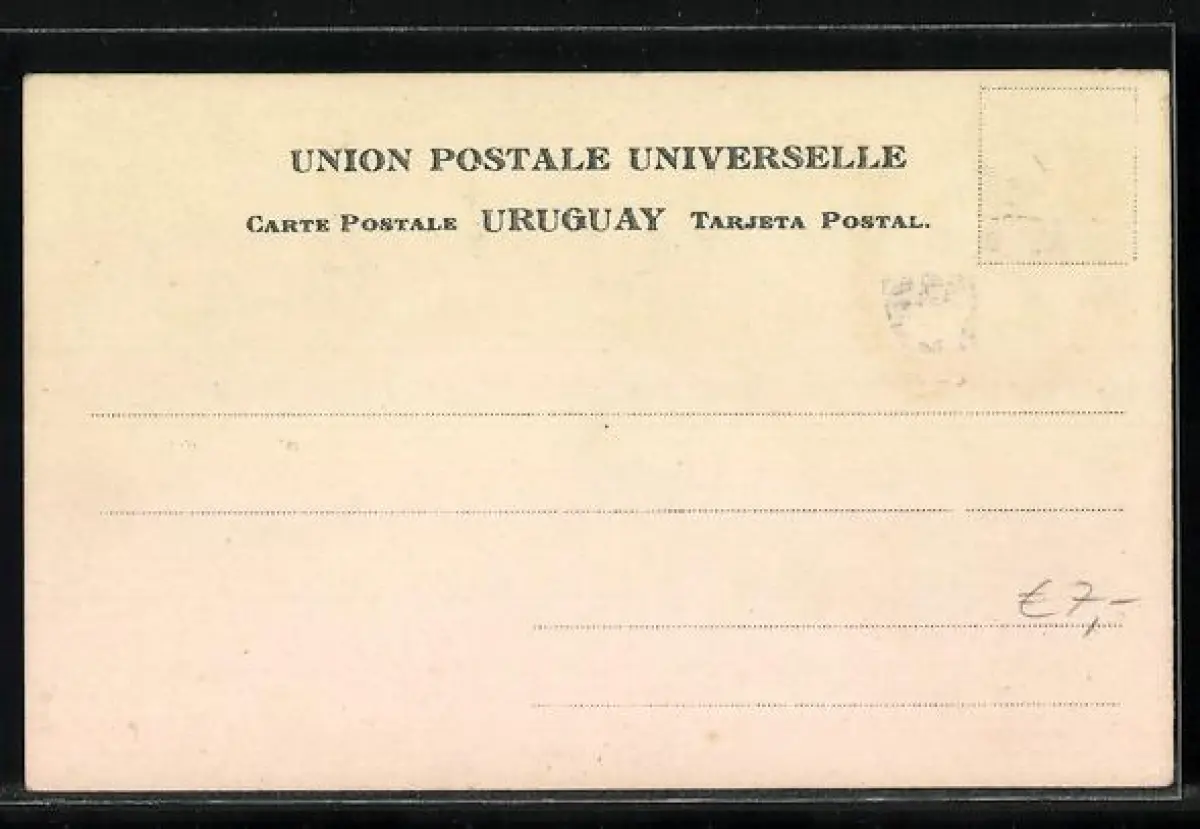 UNION POSTALE UNIVERSELLE
CARTE POSTALE URUGUAY TARJETA POSTAL.
€ 7,-